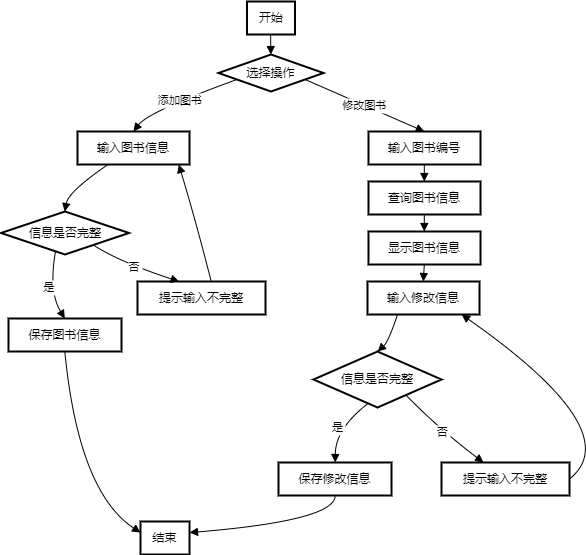 开始
选择操作
添加图书
修改图书
输入图书信息
输入图书编号
查询图书信息
信息是否完整
显示图书信息
否
是
提示输入不完整
输入修改信息
保存图书信息
信息是否完整
是
否
保存修改信息
提示输入不完整
结束